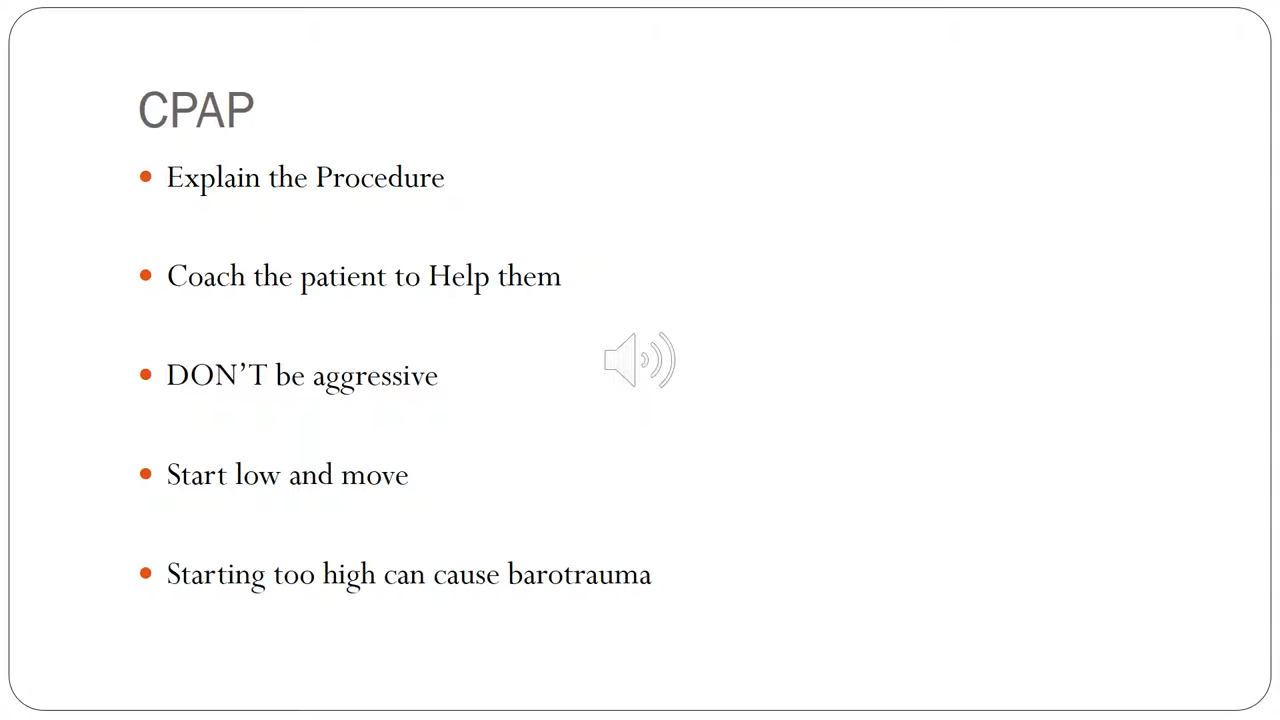 CPAP
Explain the Procedure
Coach the patient to Help them
DON’T be aggressive
Start low and move
Starting too high can cause barotrauma